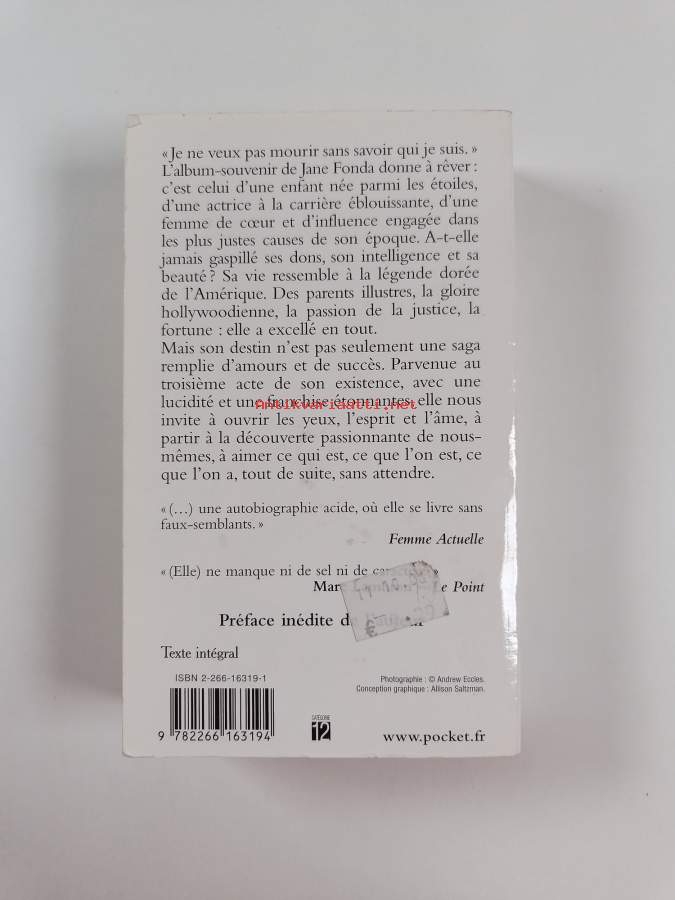 « Je ne veux pas mourir sans savoir qui je suis. »
L’album-souvenir de Jane Fonda donne à rêver :
c’est celui d’une enfant née parmi les étoiles,
d’une actrice à la carrière éblouissante, d’une
femme de cœur et d’influence engagée dans
les plus justes causes de son époque. A-t-elle
jamais gaspillé ses dons, son intelligence et sa
beauté ? Sa vie ressemble à la légende dorée
de l’Amérique. Des parents illustres, la gloire
hollywoodienne, la passion de la justice, la
fortune : elle a excellé en tout.
Mais son destin n’est pas seulement une saga
remplie d’amours et de succès. Parvenue au
troisième acte de son existence, avec une
lucidité et une franchise étonnantes, elle nous
Antikvariaatti.net
invite à ouvrir les yeux, l’esprit et l’âme, à
partir à la découverte passionnante de nous-
mêmes, à aimer ce qui est, ce que l’on est, ce
que l’on a, tout de suite, sans attendre.
« (…) une autobiographie acide, où elle se livre sans
faux-semblants. »
Femme Actuelle
« (Elle) ne manque ni de sel ni de »
Point
Préface inédite
Texte intégral
ISBN 2-266-16319-1
Photographie : © Andrew Eccles.
Conception graphique : Allison Saltzman.
9 782266 163194
CATÉGORIE
12
www.pocket.fr
€